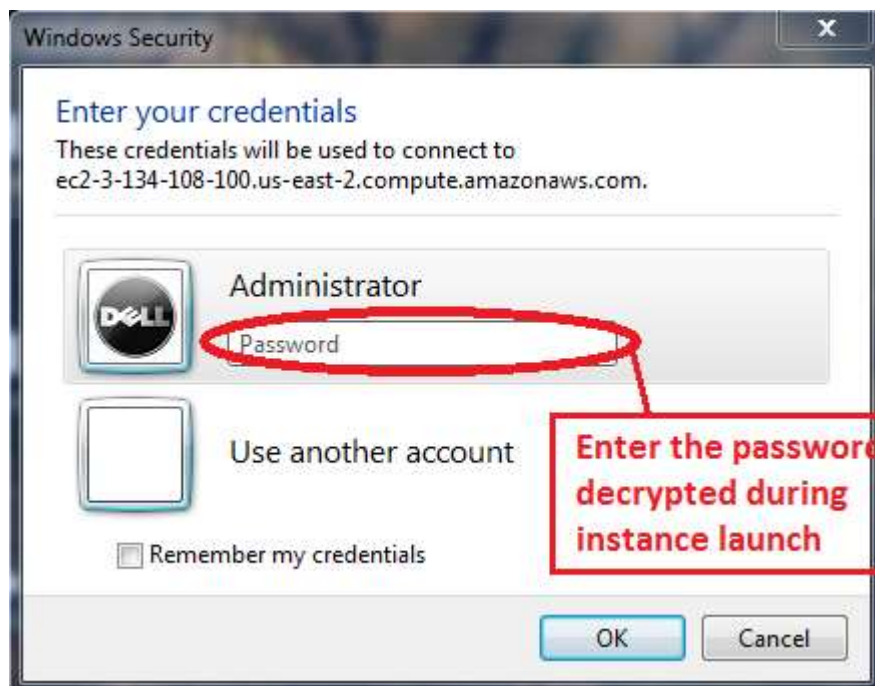 Windows Security
X
Enter your credentials
These credentials will be used to connect to
ec2-3-134-108-100.us-east-2.compute.amazonaws.com.
DELL
Administrator
Password
Use another account
Enter the password
decrypted during
instance launch
Remember my credentials
OK
Cancel